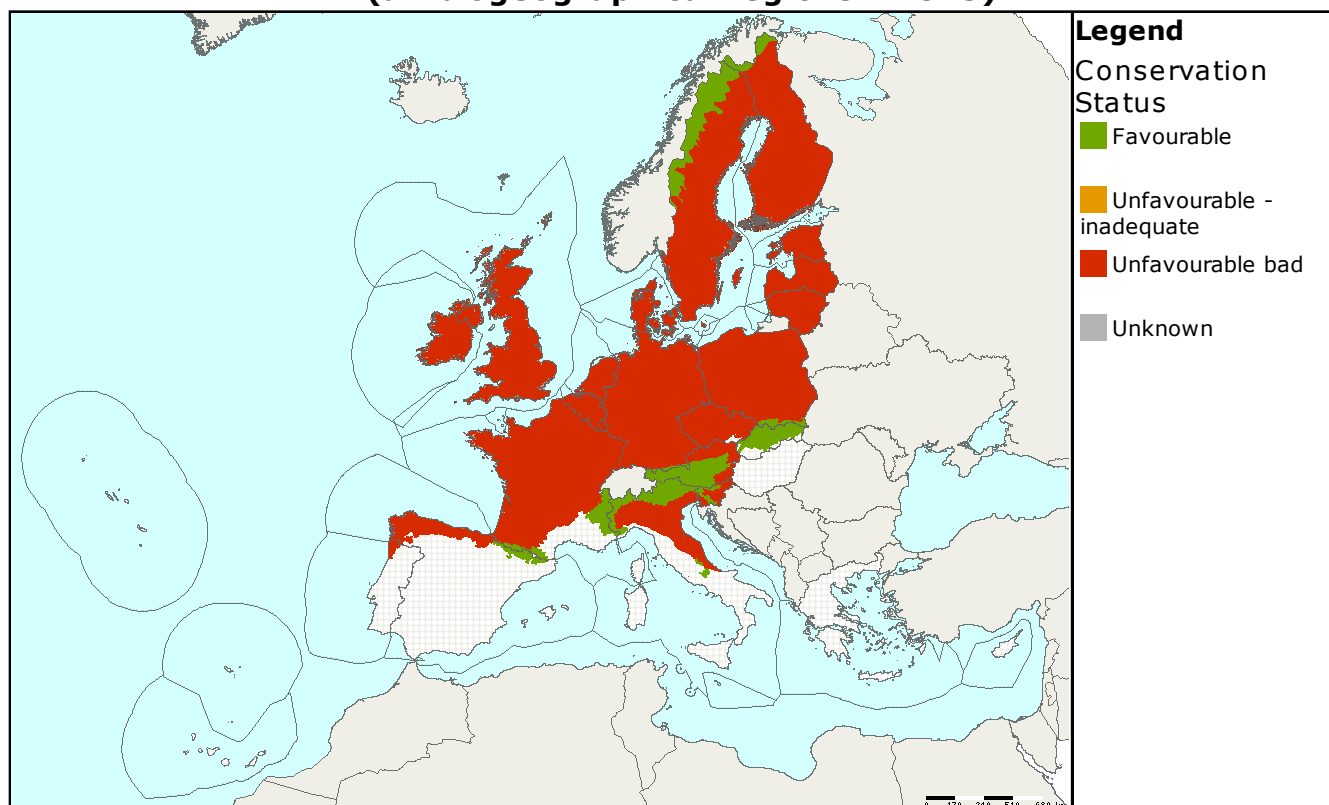 Legend
Conservation
Status
Favourable
Unfavourable -
inadequate
Unfavourable bad
Unknown